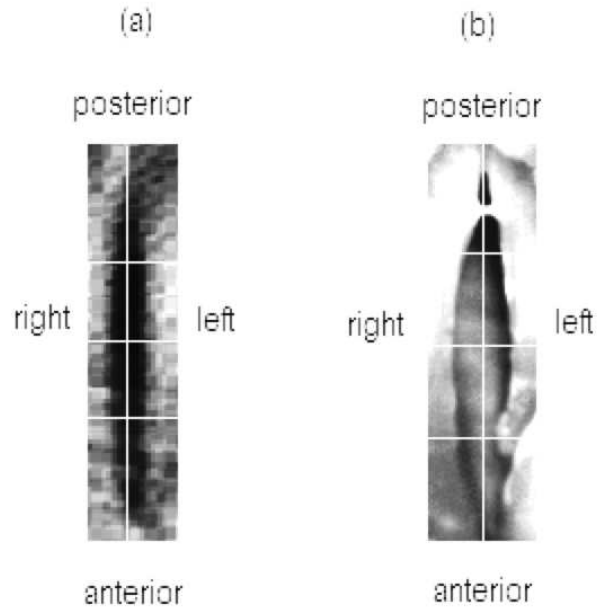 (a)
(b)
posterior
posterior
right
left
right
left
anterior
anterior